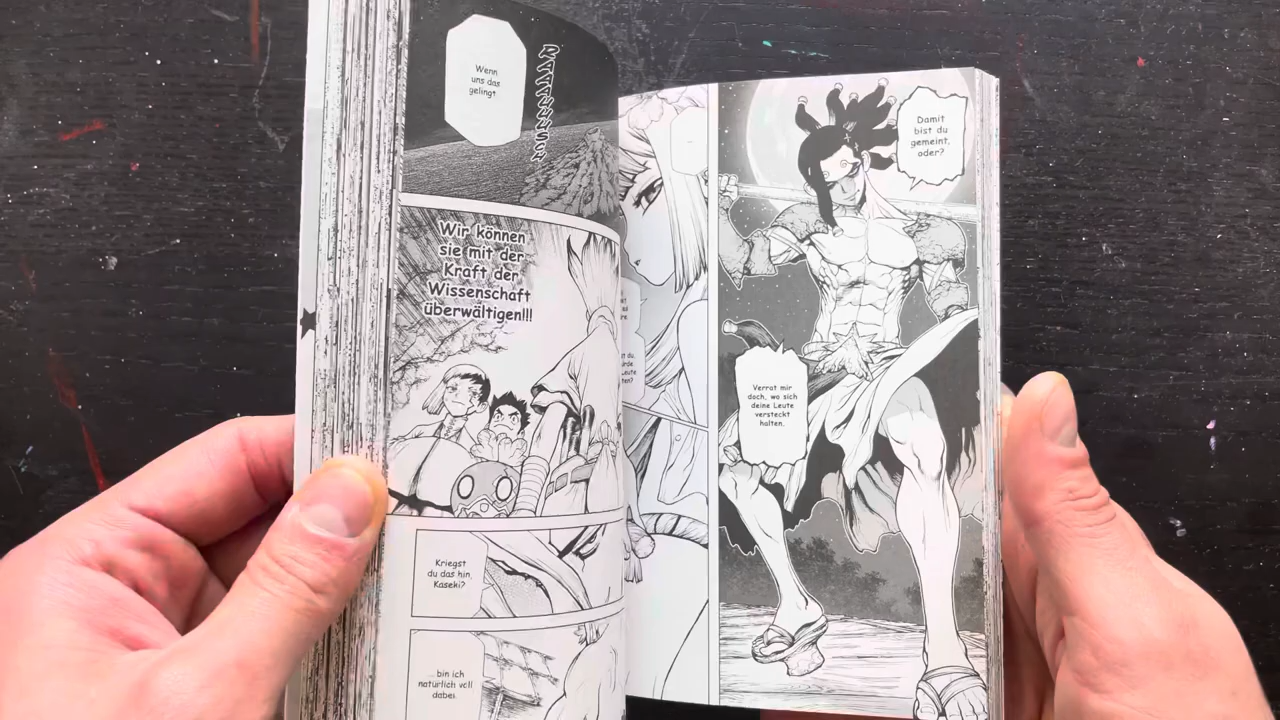 Wenn
uns das
gelingt.
RAAAUUUSCH
Wir können
sie mit der
Kraft der
Wissenschaft
überwältigen!!!
Kriegst
du das hin,
Kaseki?
... bin ich
natürlich voll
dabei.
Damit
bist du
gemeint,
oder?
Verrat mir
doch, wo sich
deine Leute
versteckt
halten.